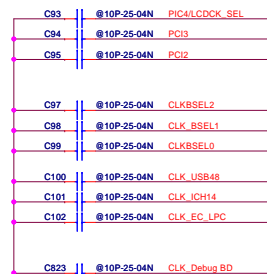 C93 @10P-25-04N PIC4/LCDCK_SEL
C94 @10P-25-04N PCI3
C95 @10P-25-04N PCI2
C97 @10P-25-04N CLKBSEL2
C98 @10P-25-04N CLK_BSEL1
C99 @10P-25-04N CLKBSEL0
C100 @10P-25-04N CLK_USB48
C101 @10P-25-04N CLK_ICH14
C102 @10P-25-04N CLK_EC_LPC
C823 @10P-25-04N CLK_Debug BD